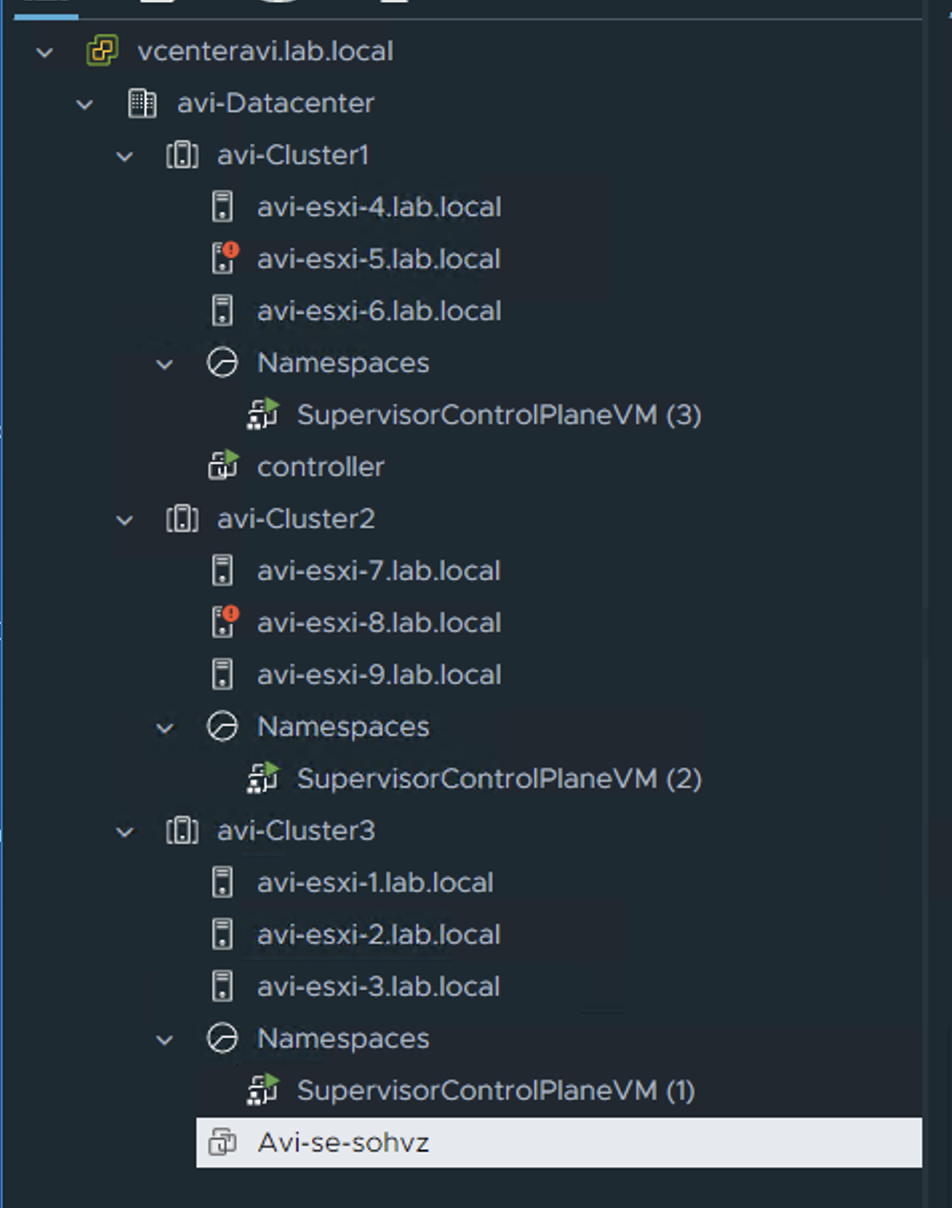 vcenteravi.lab.local
avi-Datacenter
avi-Cluster1
avi-esxi-4.lab.local
avi-esxi-5.lab.local
avi-esxi-6.lab.local
Namespaces
SupervisorControlPlaneVM (3)
controller
avi-Cluster2
avi-esxi-7.lab.local
avi-esxi-8.lab.local
avi-esxi-9.lab.local
Namespaces
SupervisorControlPlaneVM (2)
avi-Cluster3
avi-esxi-1.lab.local
avi-esxi-2.lab.local
avi-esxi-3.lab.local
Namespaces
SupervisorControlPlaneVM (1)
Avi-se-sohvz